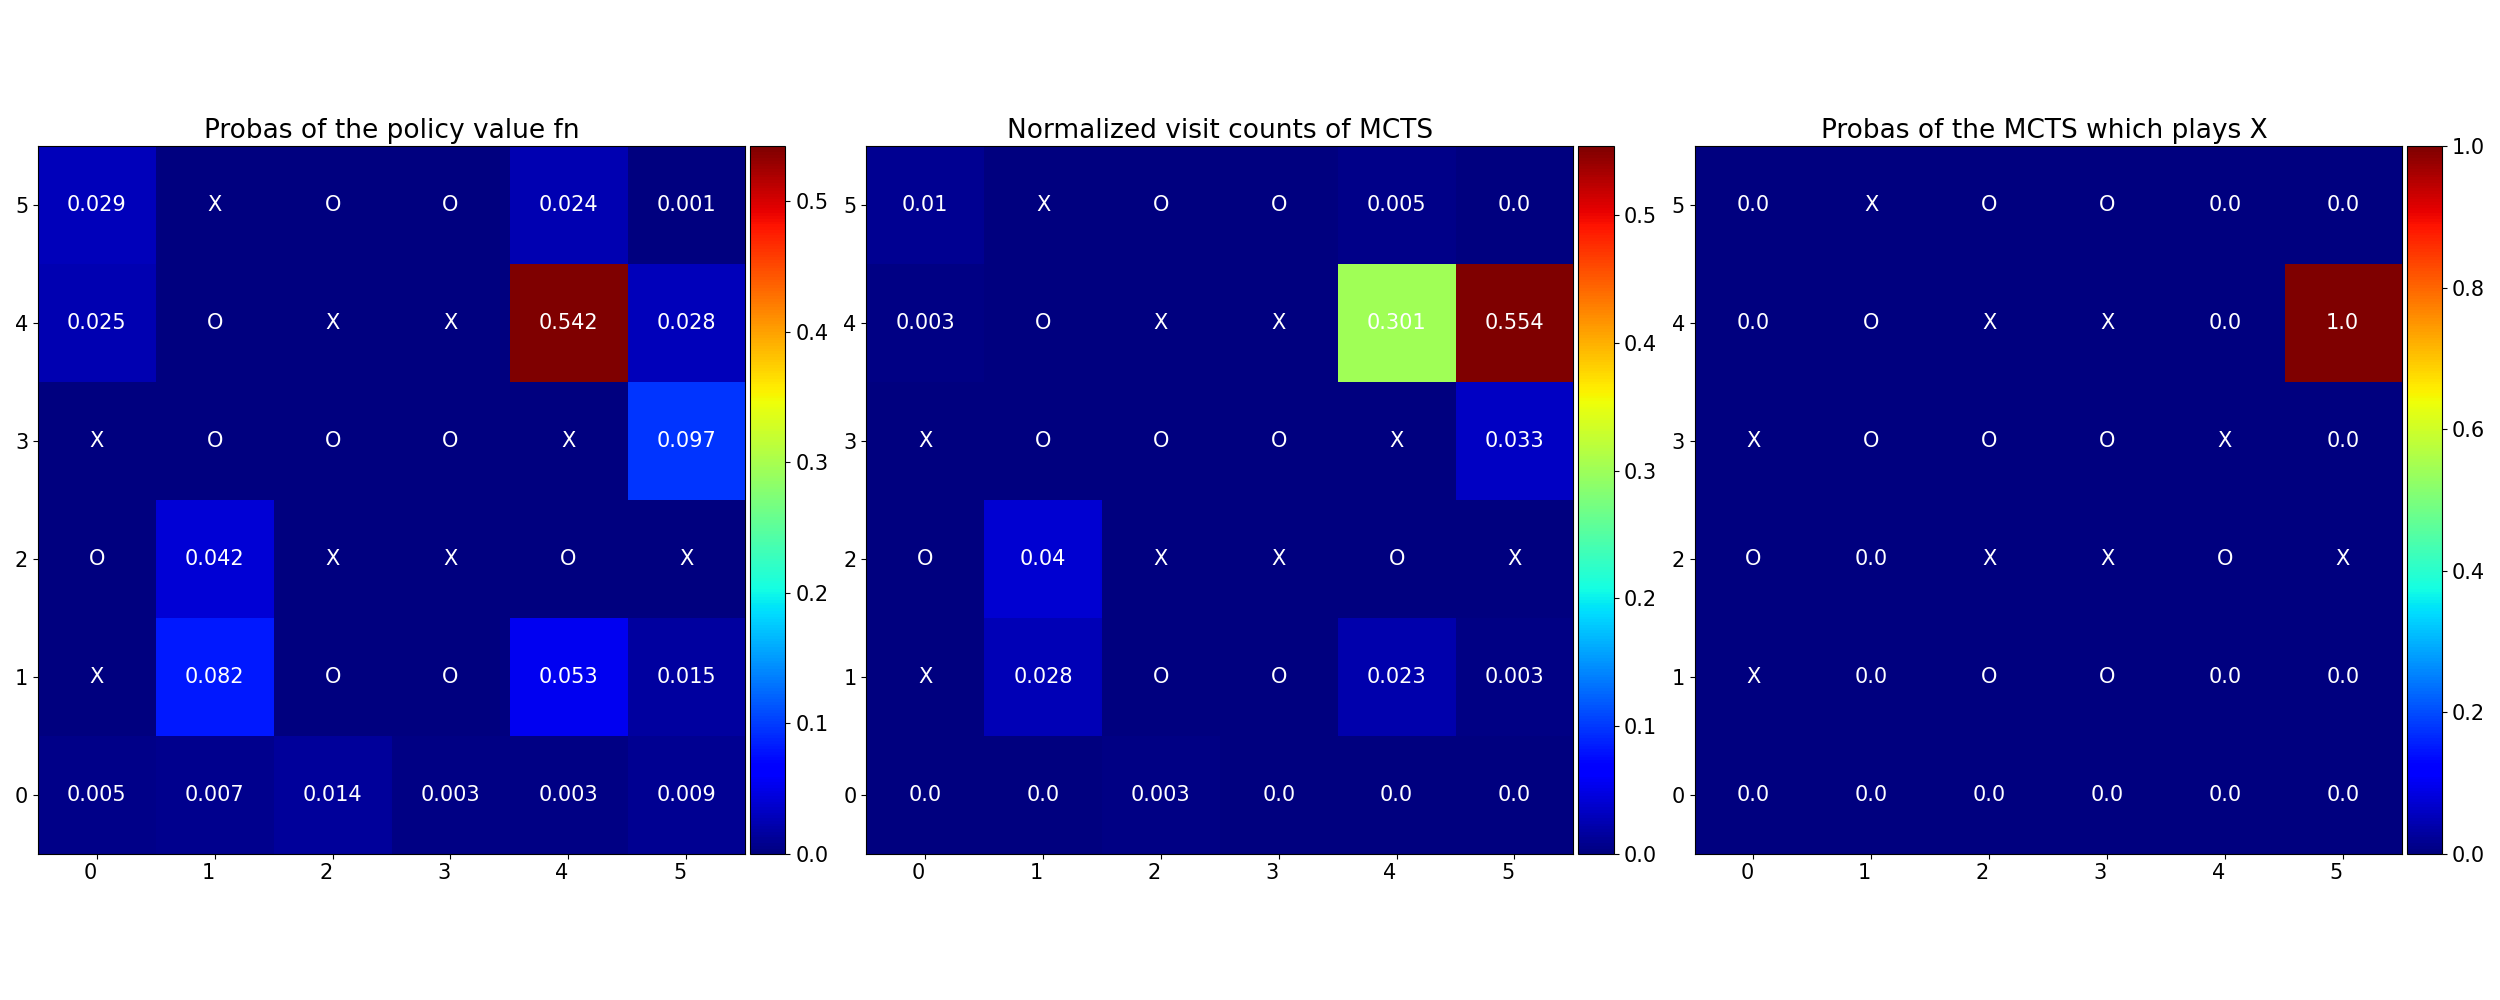 Probas of the policy value fn
5 0.029 X O O 0.024 0.001
4 0.025 O X X 0.542 0.028
3 X O O O X 0.097
2 O 0.042 X X O X
1 X 0.082 O O 0.053 0.015
0 0.005 0.007 0.014 0.003 0.003 0.009
0 1 2 3 4 5
0.5
0.4
0.3
0.2
0.1
0.0
Normalized visit counts of MCTS
5 0.01 X O O 0.005 0.0
4 0.003 O X X 0.301 0.554
3 X O O O X 0.033
2 O 0.04 X X O X
1 X 0.028 O O 0.023 0.003
0 0.0 0.0 0.003 0.0 0.0 0.0
0 1 2 3 4 5
0.5
0.4
0.3
0.2
0.1
0.0
Probas of the MCTS which plays X
5 0.0 X O O 0.0 0.0
4 0.0 O X X 0.0 1.0
3 X O O O X 0.0
2 O 0.0 X X O X
1 X 0.0 O O 0.0 0.0
0 0.0 0.0 0.0 0.0 0.0 0.0
0 1 2 3 4 5
1.0
0.8
0.6
0.4
0.2
0.0